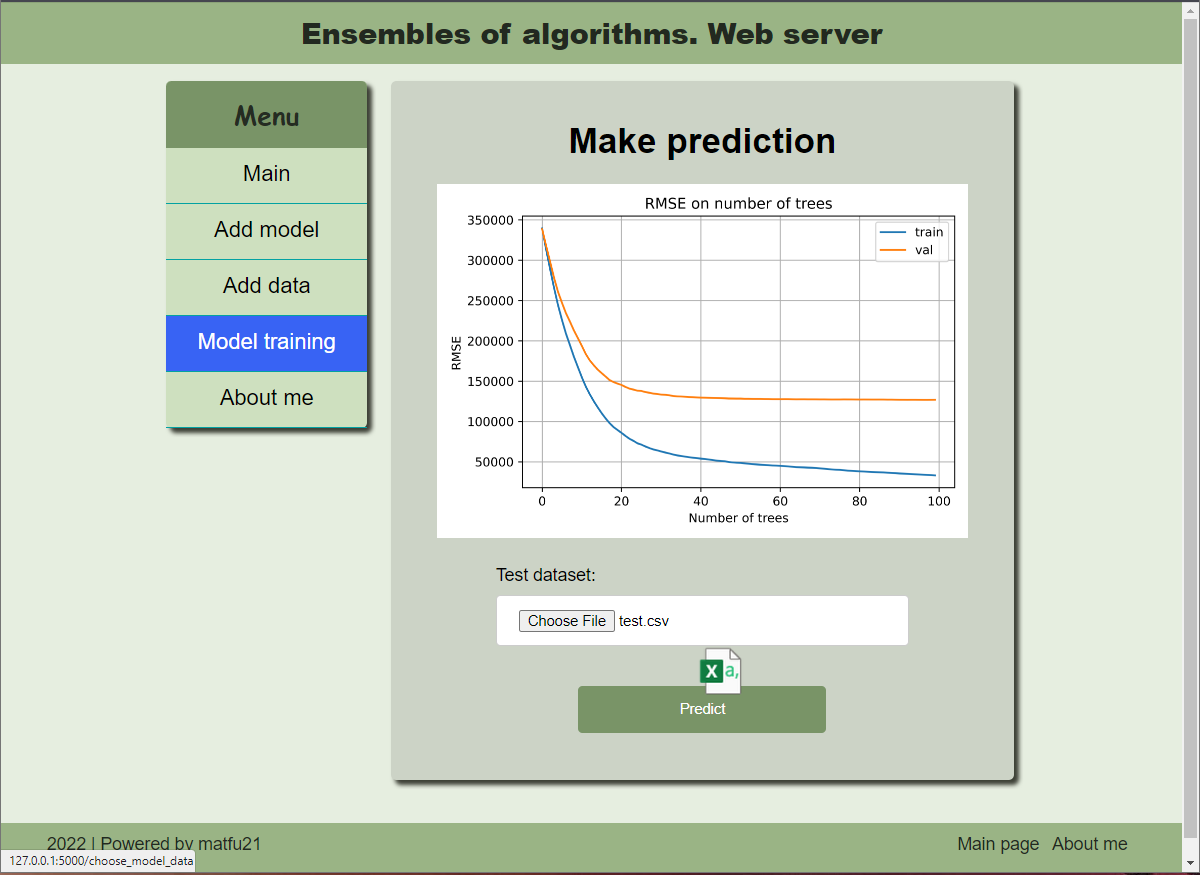 Ensembles of algorithms. Web server
Menu
Main
Add model
Add data
Model training
About me
Make prediction
RMSE on number of trees
train
val
350000
300000
250000
200000
150000
100000
50000
RMSE
0 20 40 60 80 100
Number of trees
Test dataset:
Choose File test.csv
X a,
Predict
2022 | Powered by matfu21
Main page About me
127.0.0.1:5000/choose_model_data